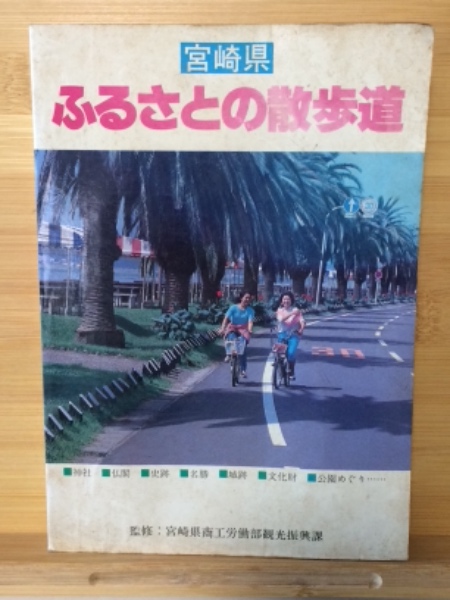 宮崎県
ふるさとの散歩道
■神社 ■仏閣 ■史跡 ■名勝 ■城跡 ■文化財 ■公園めぐり……
監修：宮崎県商工労働部観光振興課